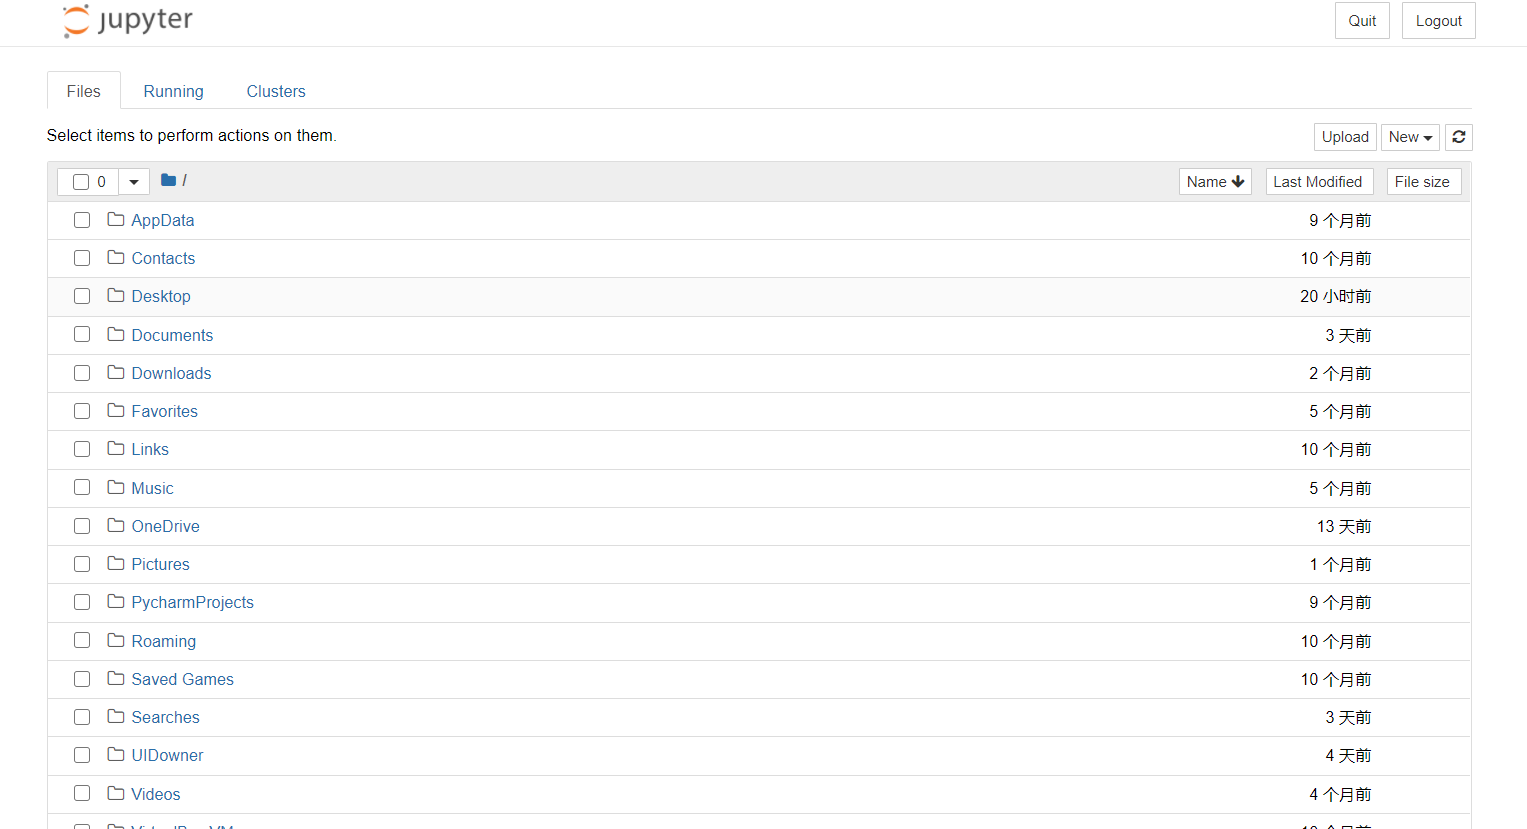 jupyter
Quit Logout
Files Running Clusters
Select items to perform actions on them.
Upload New
0 / Name Last Modified File size
AppData 9 个月前
Contacts 10 个月前
Desktop 20 小时前
Documents 3 天前
Downloads 2 个月前
Favorites 5 个月前
Links 10 个月前
Music 5 个月前
OneDrive 13 天前
Pictures 1 个月前
PycharmProjects 9 个月前
Roaming 10 个月前
Saved Games 10 个月前
Searches 3 天前
UIDowner 4 天前
Videos 4 个月前